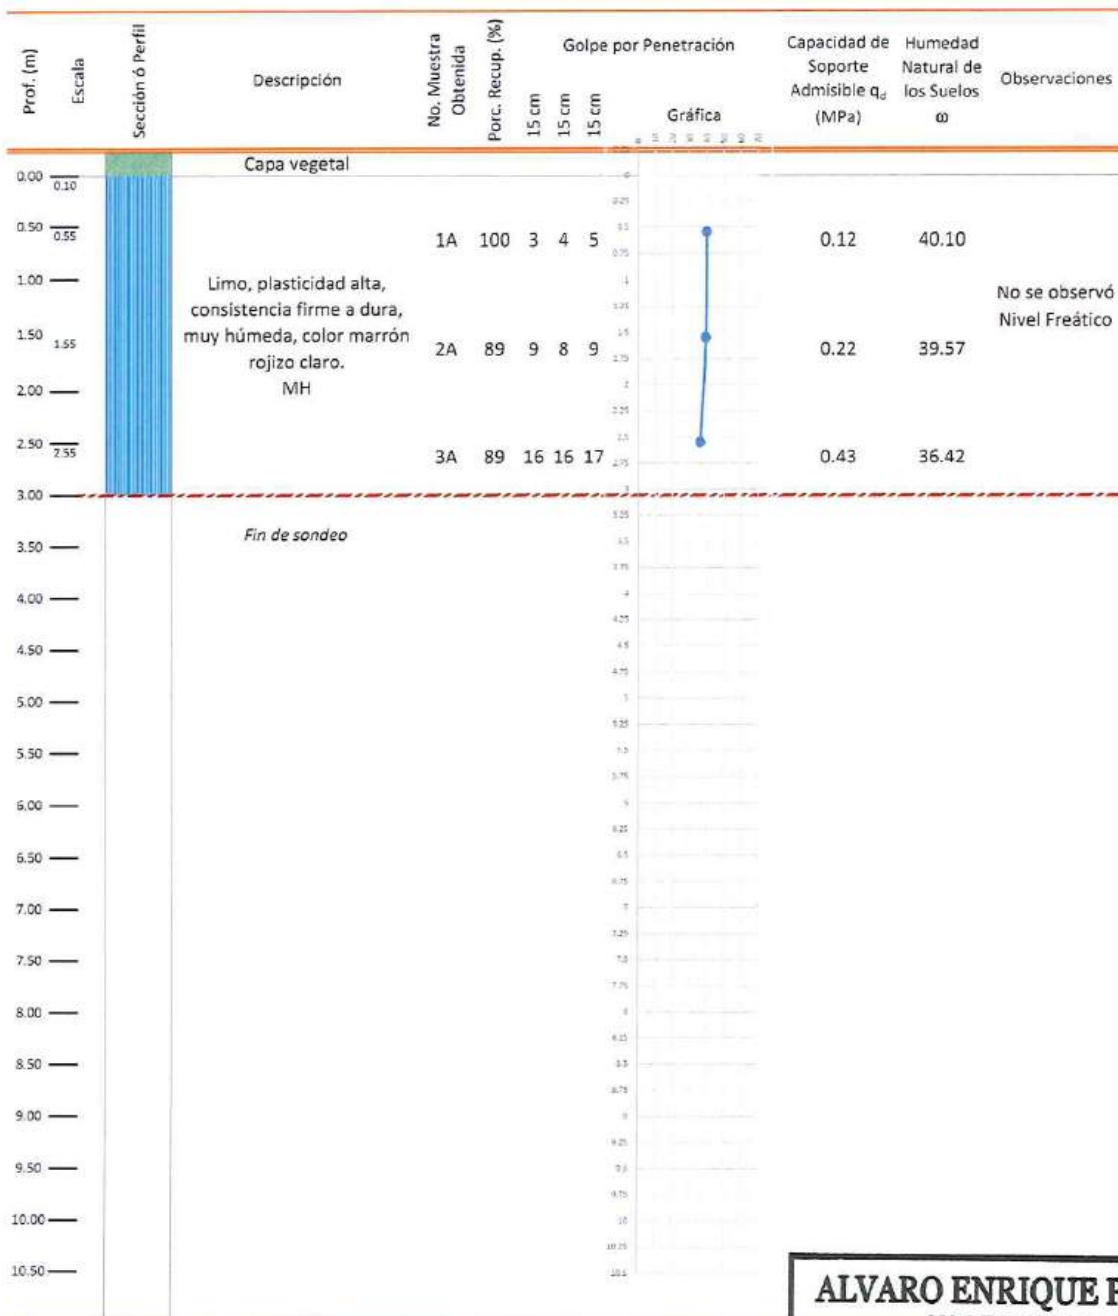 Prof. (m)
Escala
Sección ó Perfil
Descripción
No. Muestra
Obtenida
Porc. Recup. (%)
Golpe por Penetración
15 cm
15 cm
15 cm
Gráfica
Capacidad de
Soporte
Admisible qd
(MPa)
Humedad
Natural de
los Suelos
ω
Observaciones
Capa vegetal
0.00
0.10
0.50
0.55
1A 100 3 4 5 0.12 40.10
1.00
Limo, plasticidad alta,
consistencia firme a dura,
muy húmeda, color marrón
rojizo claro.
MH
No se observó
Nivel Freático
1.50
1.55
2A 89 9 8 9 0.22 39.57
2.00
2.50
2.55
3A 89 16 16 17 0.43 36.42
3.00
Fin de sondeo
3.50
4.00
4.50
5.00
5.50
6.00
6.50
7.00
7.50
8.00
8.50
9.00
9.50
10.00
10.50
ALVARO ENRIQUE